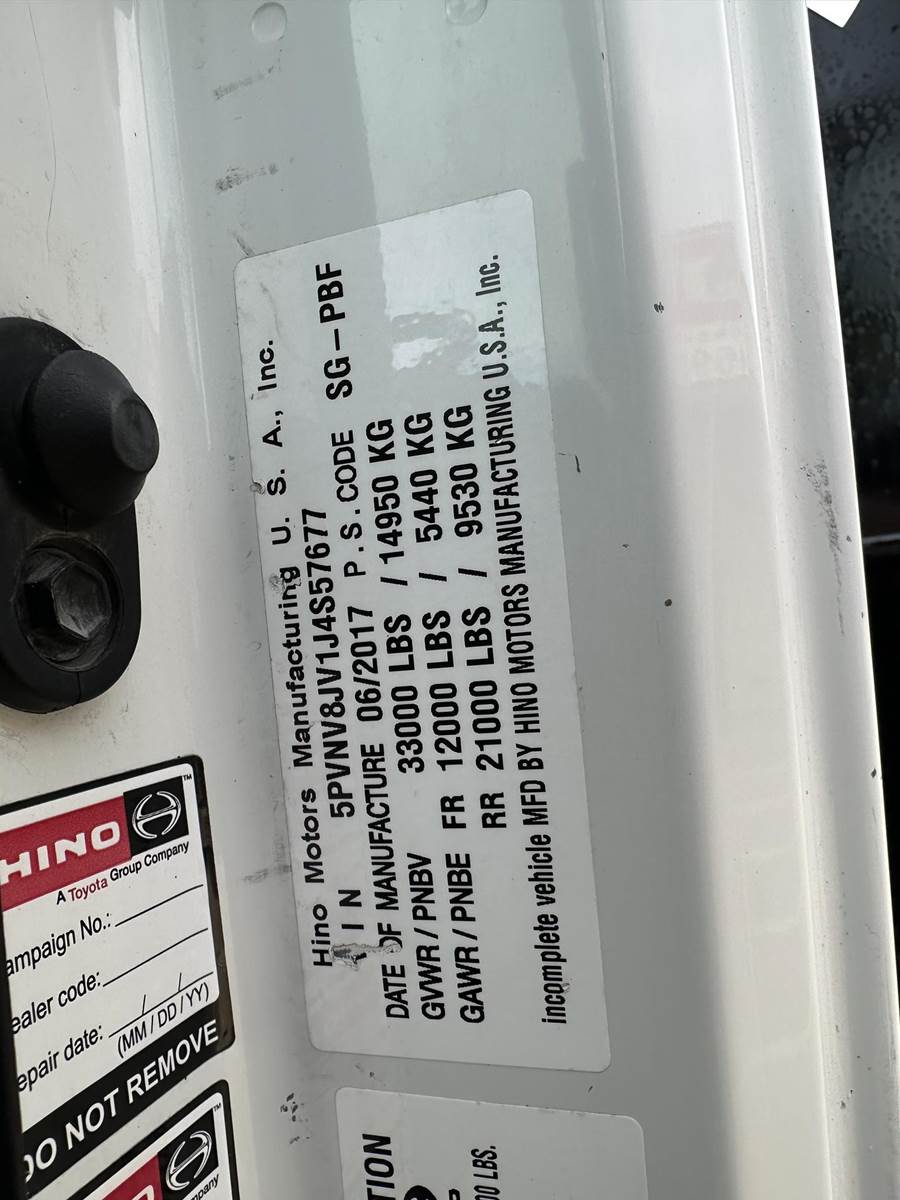 Hino Motors Manufacturing U. S. A., Inc.
IN 5PVNV8JV1J4S57677
DATE OF MANUFACTURE 06/2017 P.S.CODE SG-PBF
GVWR / PNBV 33000 LBS / 14950 KG
GAWR / PNBE FR 12000 LBS / 5440 KG
RR 21000 LBS / 9530 KG
incomplete vehicle MFD BY HINO MOTORS MANUFACTURING U.S.A., Inc.
HINO
A Toyota Group Company
ampaign No.:
ealer code:
epair date: / /
(MM / DD / YY)
DO NOT REMOVE
TION
00 LBS.